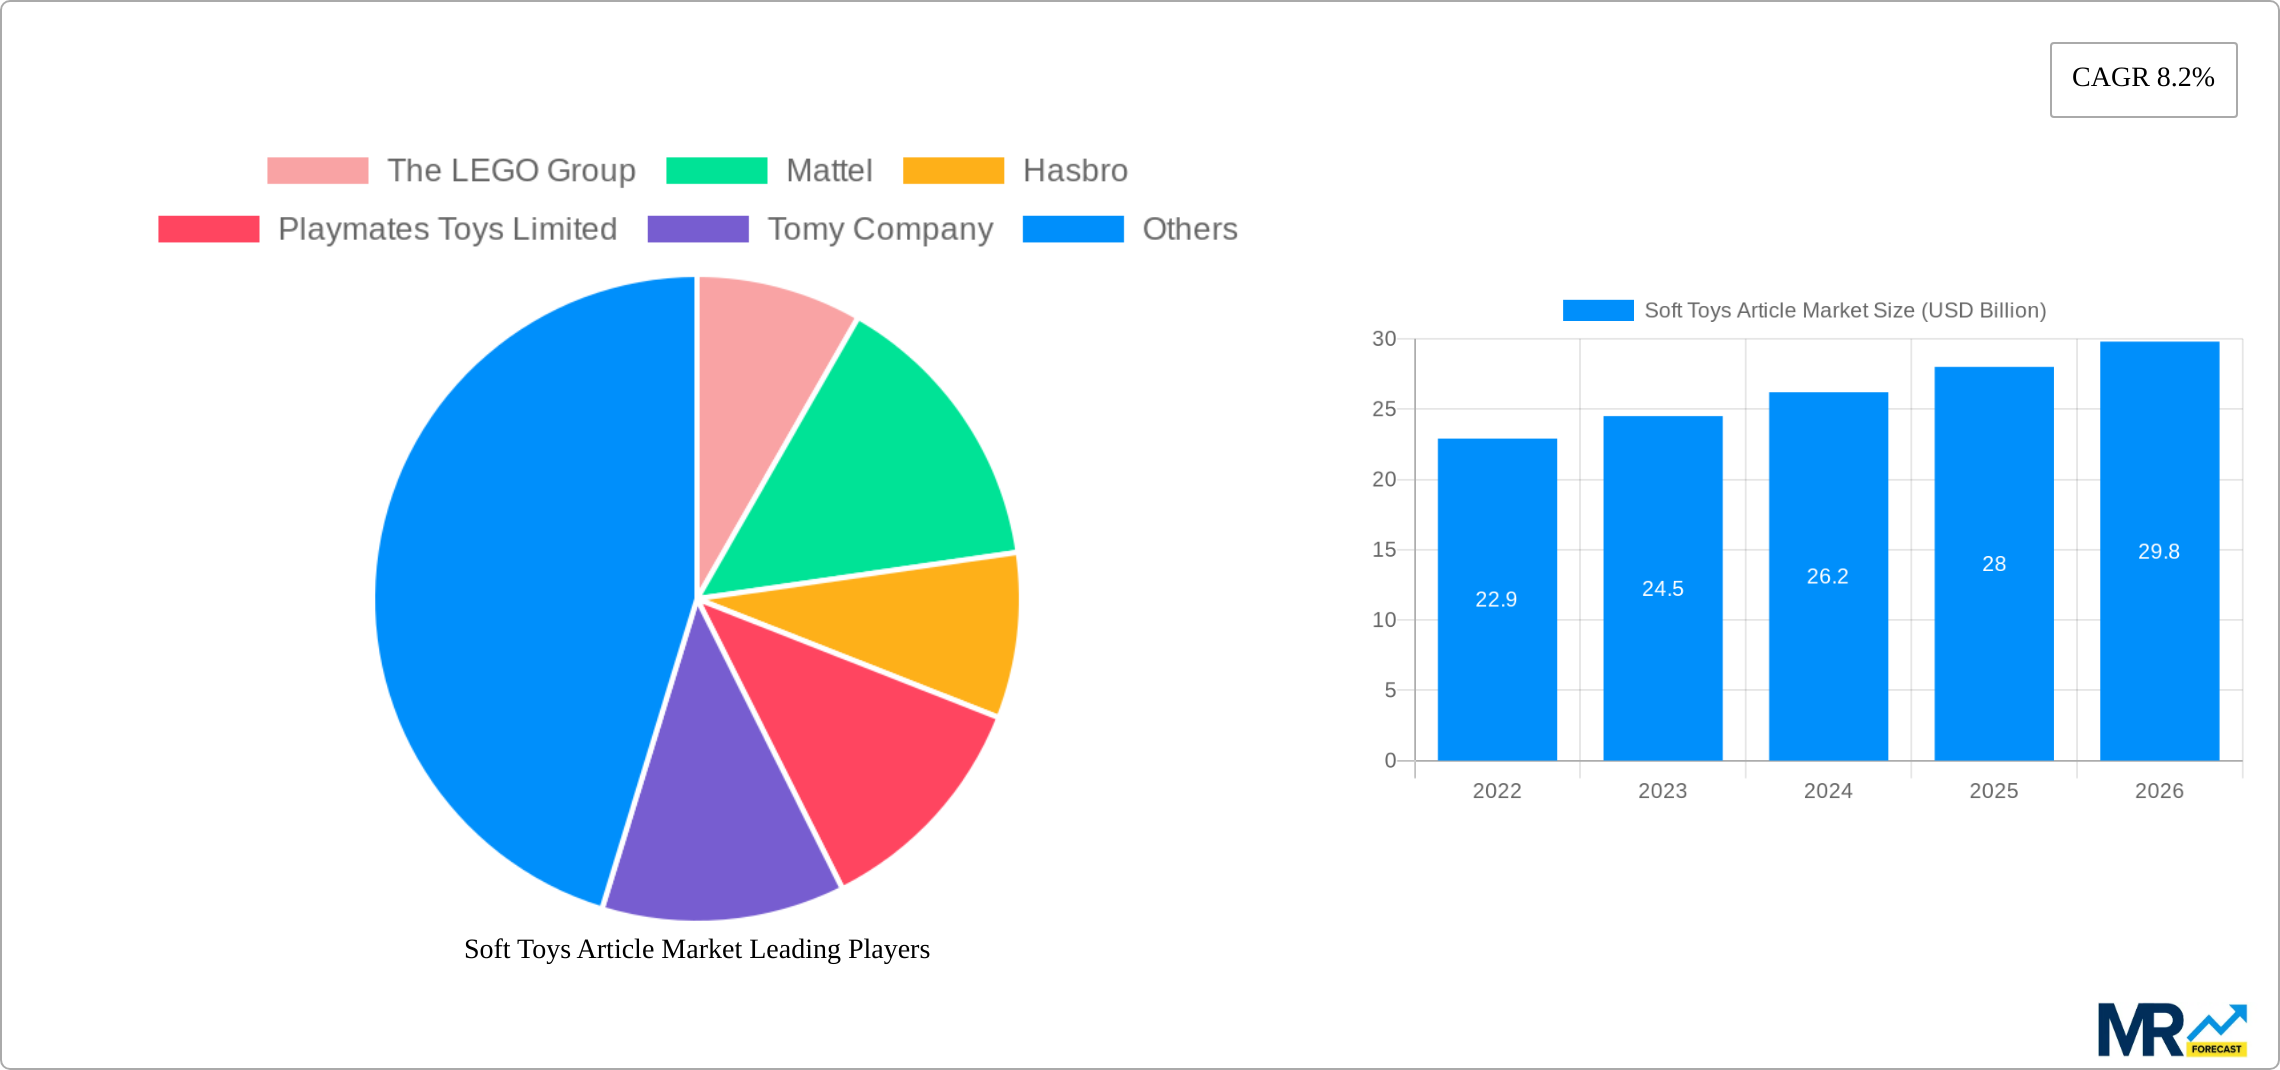 CAGR 8.2%
The LEGO Group Mattel Hasbro
Playmates Toys Limited Tomy Company Others
Soft Toys Article Market Leading Players
Soft Toys Article Market Size (USD Billion)
30
25
20
15
10
5
0
22.9 24.5 26.2 28 29.8
2022 2023 2024 2025 2026
MR
FORECAST